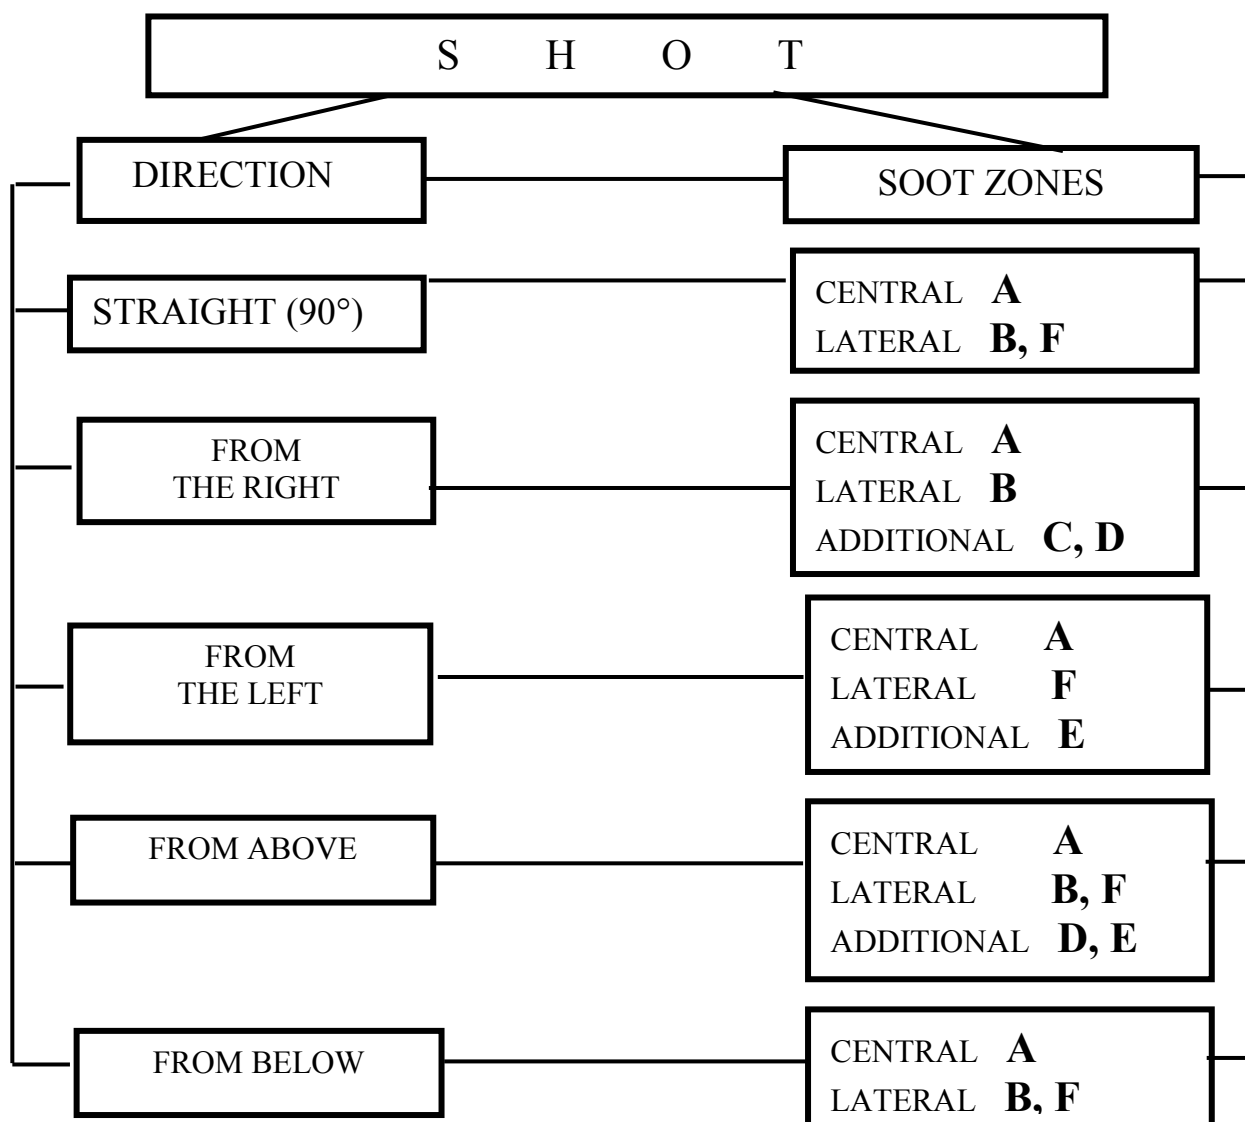 S H O T
DIRECTION
SOOT ZONES
STRAIGHT (90°)
CENTRAL A
LATERAL B, F
FROM
THE RIGHT
CENTRAL A
LATERAL B
ADDITIONAL C, D
FROM
THE LEFT
CENTRAL A
LATERAL F
ADDITIONAL E
FROM ABOVE
CENTRAL A
LATERAL B, F
ADDITIONAL D, E
FROM BELOW
CENTRAL A
LATERAL B, F